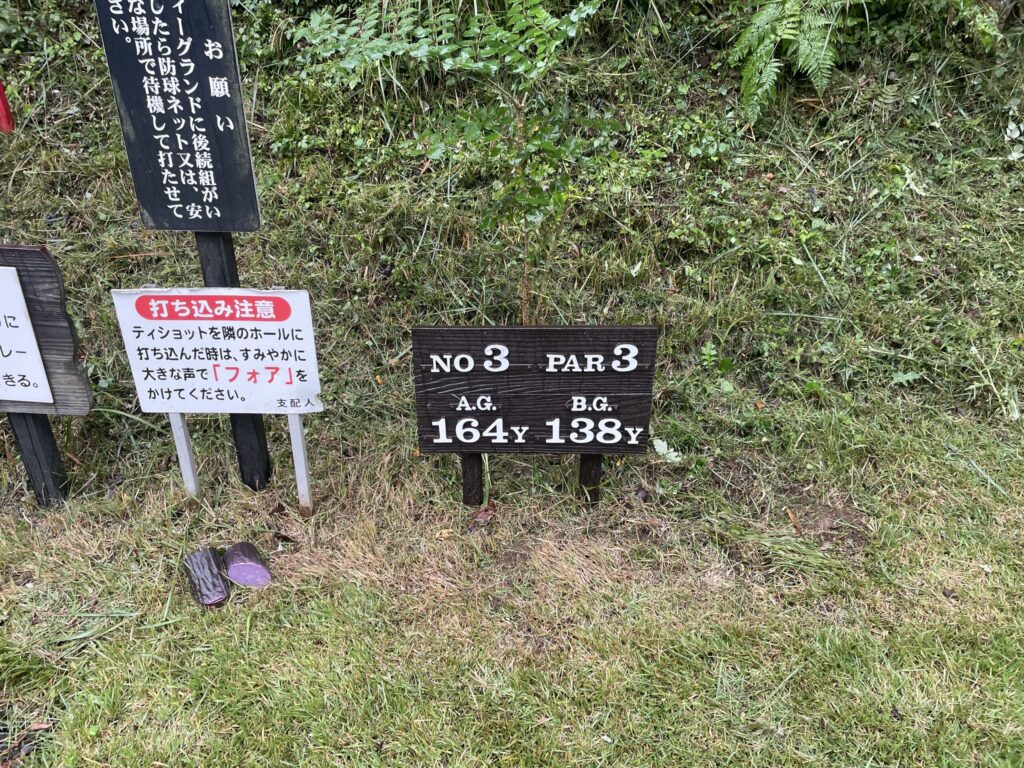 お願い
ィーグランドに後続組がい
したら防球ネット又は、安
な場所で待機して打たせて
さい。
に
レー
きる。
打ち込み注意
ティショットを隣のホールに
打ち込んだ時は、すみやかに
大きな声で「フォア」を
かけてください。
支配人
NO 3 PAR 3
A.G. B.G.
164Y 138Y